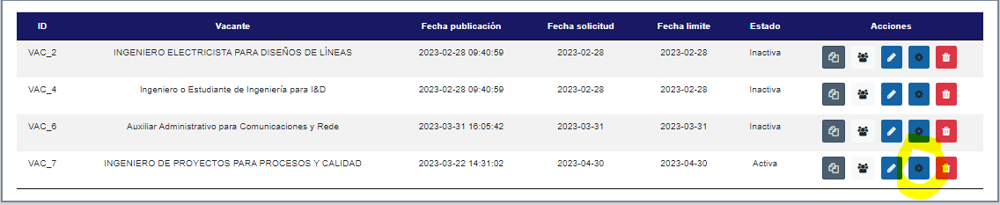 ID Vacante Fecha publicación Fecha solicitud Fecha límite Estado Acciones
VAC_2 INGENIERO ELECTRICISTA PARA DISEÑOS DE LÍNEAS 2023-02-28 09:40:59 2023-02-28 2023-02-28 Inactiva
VAC_4 Ingeniero o Estudiante de Ingeniería para I&D 2023-02-28 09:40:59 2023-02-28 2023-02-28 Inactiva
VAC_6 Auxiliar Administrativo para Comunicaciones y Rede 2023-03-31 16:05:42 2023-03-31 2023-03-31 Inactiva
VAC_7 INGENIERO DE PROYECTOS PARA PROCESOS Y CALIDAD 2023-03-22 14:31:02 2023-04-30 2023-04-30 Activa